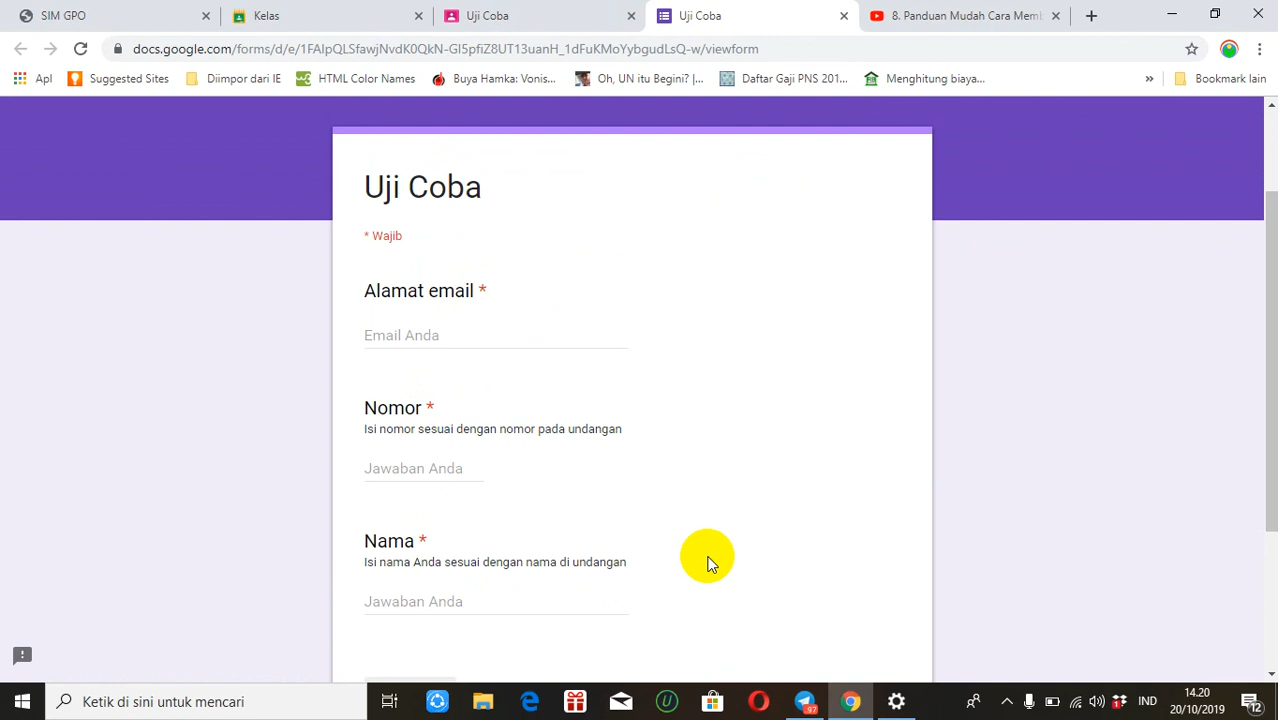 SIM GPO
Kelas
Uji Coba
Uji Coba
8. Panduan Mudah Cara Memb
docs.google.com/forms/d/e/1FAIpQLSfawjNvdK0QkN-GI5pfiZ8UT13uanH_1dFuKMoYybgudLsQ-w/viewform
Apl
Suggested Sites
Diimpor dari IE
HTML Color Names
Buya Hamka: Vonis...
Oh, UN itu Begini? |...
Daftar Gaji PNS 201...
Menghitung biaya...
»
Bookmark lain
Uji Coba
* Wajib
Alamat email *
Email Anda
Nomor *
Isi nomor sesuai dengan nomor pada undangan
Jawaban Anda
Nama *
Isi nama Anda sesuai dengan nama di undangan
Jawaban Anda
Ketik di sini untuk mencari
97
1
IND
14.20
20/10/2019
12